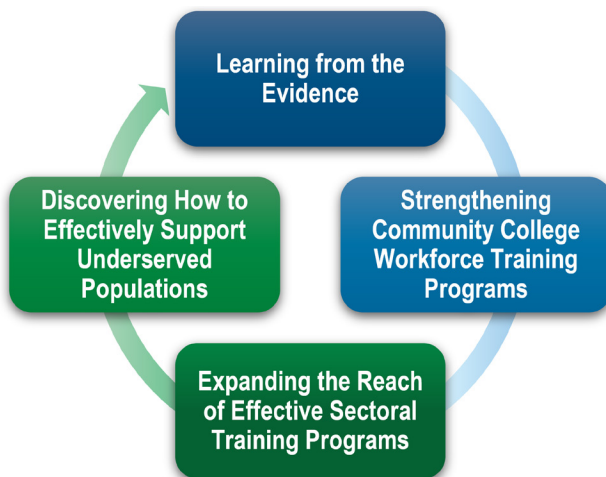 Learning from the
Evidence
Strengthening
Community College
Workforce Training
Programs
Expanding the Reach
of Effective Sectoral
Training Programs
Discovering How to
Effectively Support
Underserved
Populations